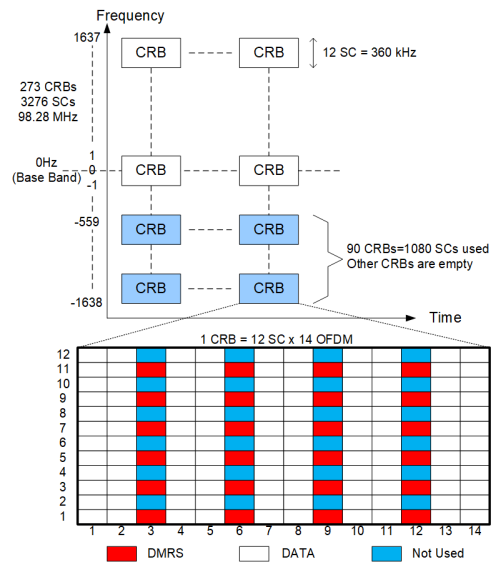 Frequency
1637
CRB
CRB
12 SC = 360 kHz
273 CRBs
3276 SCs
98.28 MHz
0Hz
(Base Band)
1
0
-1
CRB
CRB
-559
CRB
CRB
90 CRBs=1080 SCs used
Other CRBs are empty
CRB
CRB
-1638
Time
1 CRB = 12 SC x 14 OFDM
12
11
10
9
8
7
6
5
4
3
2
1
1 2 3 4 5 6 7 8 9 10 11 12 13 14
DMRS
DATA
Not Used